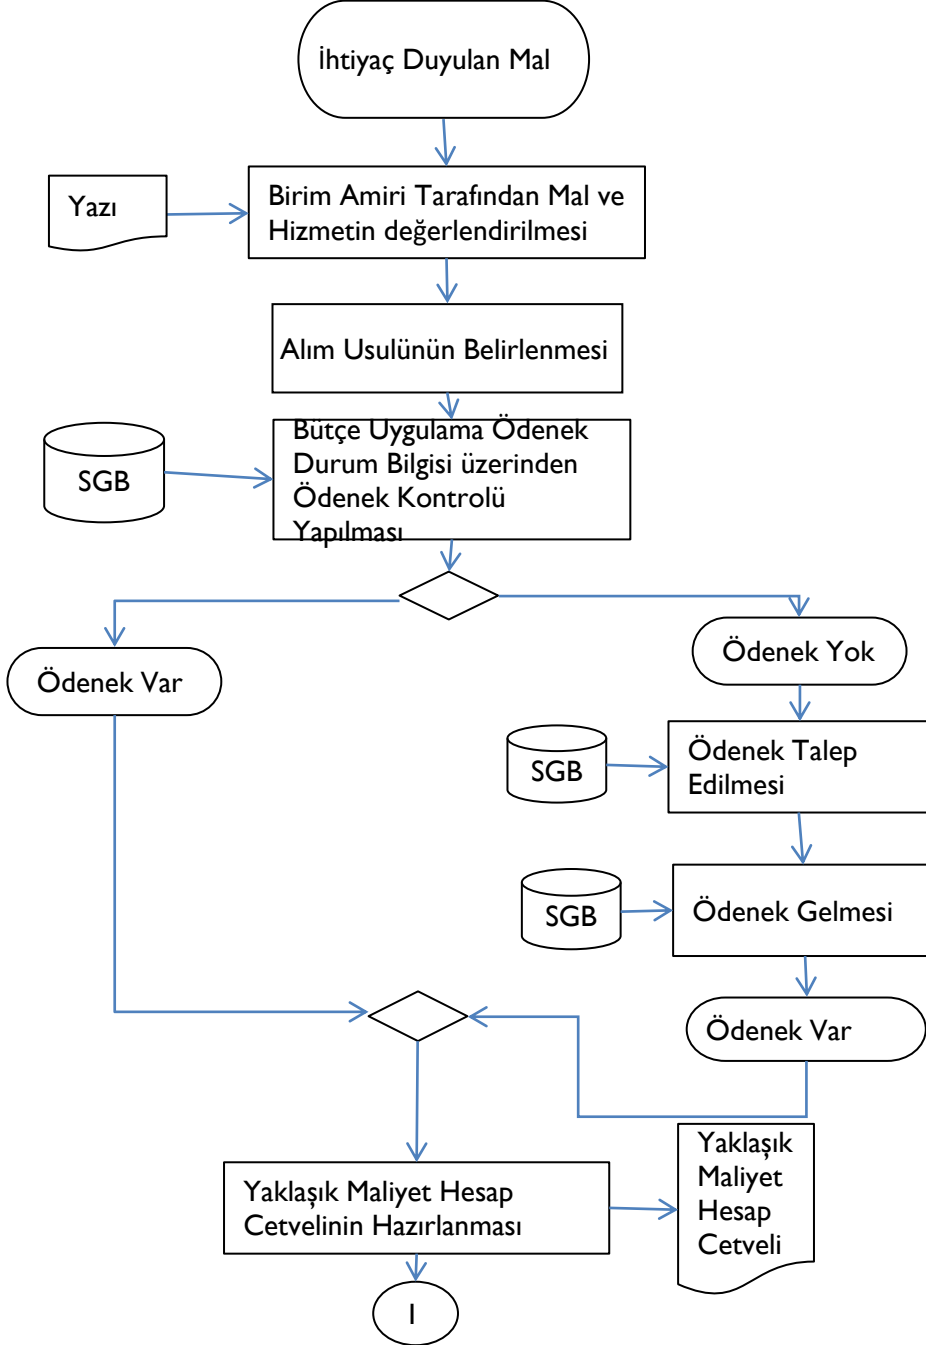 İhtiyaç Duyulan Mal
Yazı
Birim Amiri Tarafından Mal ve
Hizmetin değerlendirilmesi
Alım Usulünün Belirlenmesi
SGB
Bütçe Uygulama Ödenek
Durum Bilgisi üzerinden
Ödenek Kontrolü
Yapılması
Ödenek Var
Ödenek Yok
SGB
Ödenek Talep
Edilmesi
SGB
Ödenek Gelmesi
Ödenek Var
Yaklaşık Maliyet Hesap
Cetvelinin Hazırlanması
Yaklaşık
Maliyet
Hesap
Cetveli
1